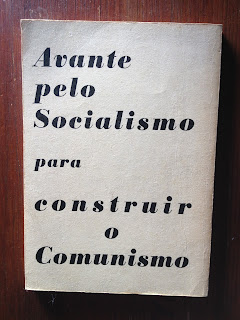 Avante
pelo
Socialismo
para
construir
o
Comunismo